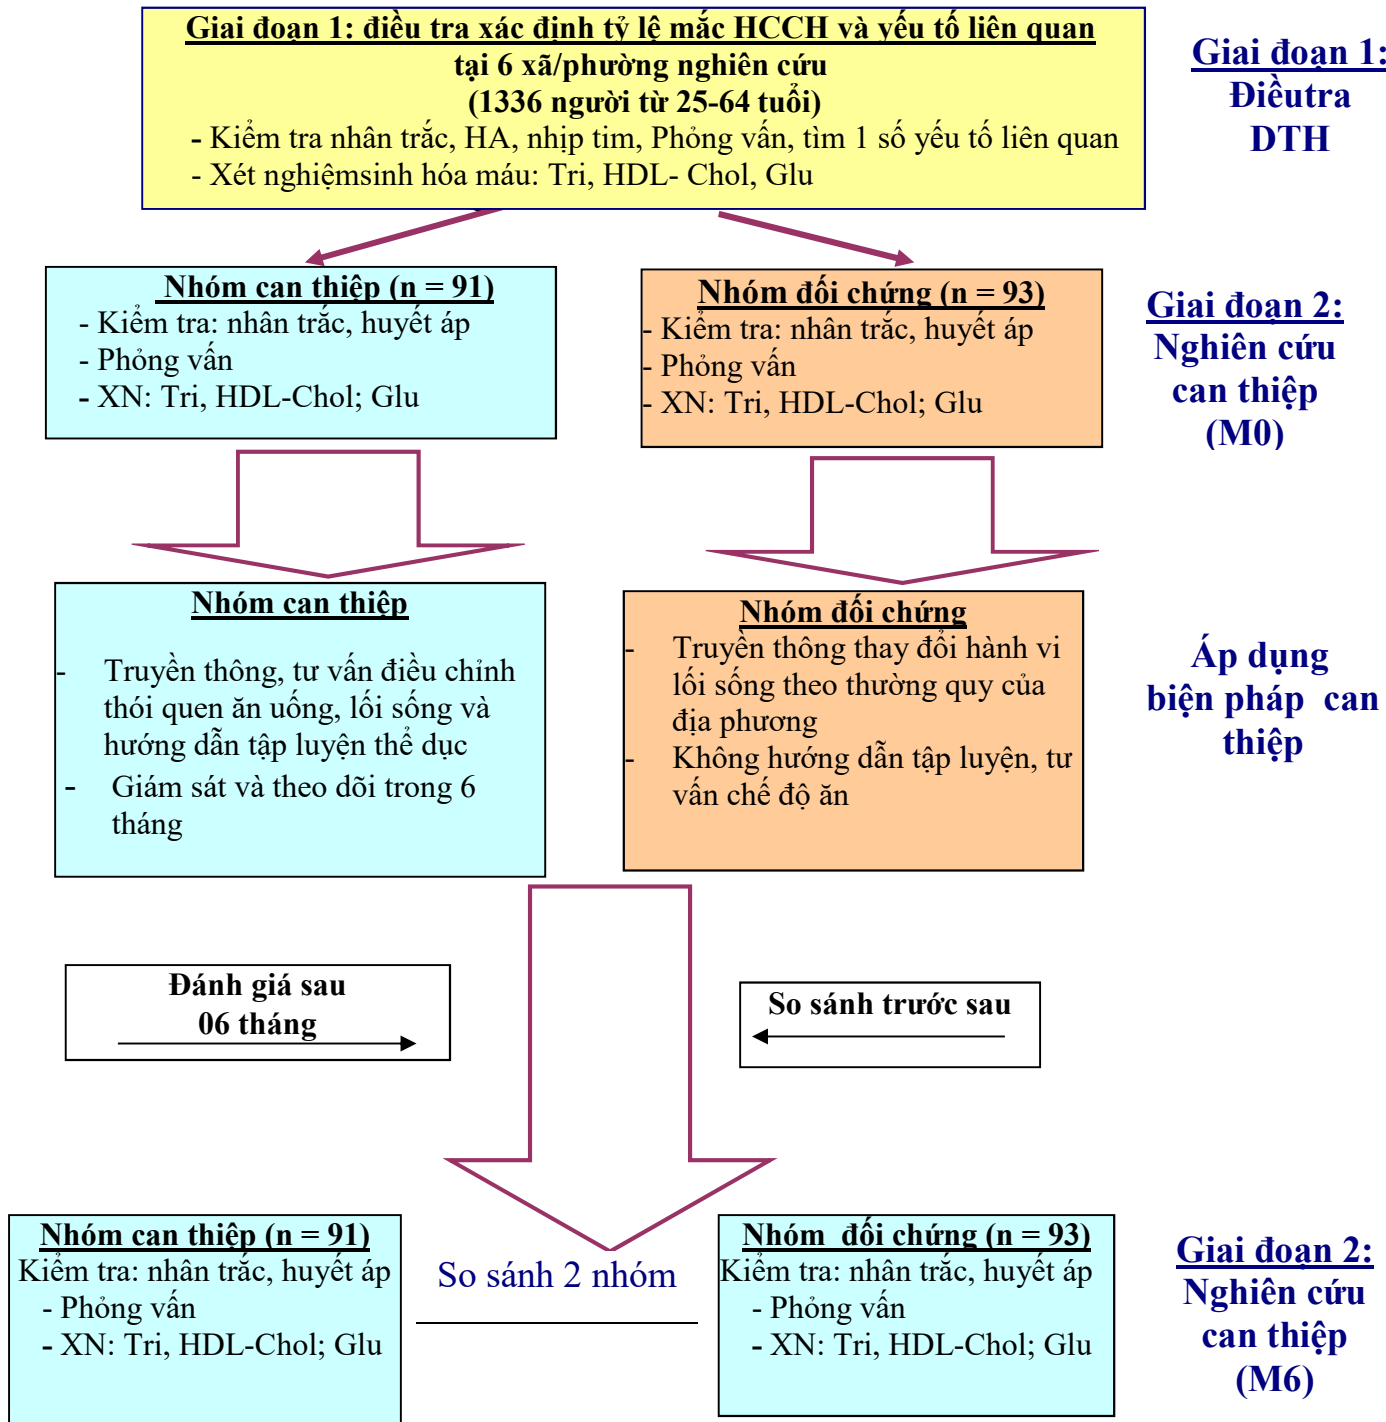 Giai đoạn 1: điều tra xác định tỷ lệ mắc HCCH và yếu tố liên quan
tại 6 xã/phường nghiên cứu
(1336 người từ 25-64 tuổi)
- Kiểm tra nhân trắc, HA, nhịp tim, Phỏng vấn, tìm 1 số yếu tố liên quan
- Xét nghiệmsinh hóa máu: Tri, HDL- Chol, Glu
Giai đoạn 1:
Điềutra
DTH
Nhóm can thiệp (n = 91)
- Kiểm tra: nhân trắc, huyết áp
- Phỏng vấn
- XN: Tri, HDL-Chol; Glu
Nhóm đối chứng (n = 93)
- Kiểm tra: nhân trắc, huyết áp
- Phỏng vấn
- XN: Tri, HDL-Chol; Glu
Giai đoạn 2:
Nghiên cứu
can thiệp
(M0)
Nhóm can thiệp
- Truyền thông, tư vấn điều chỉnh
thói quen ăn uống, lối sống và
hướng dẫn tập luyện thể dục
- Giám sát và theo dõi trong 6
tháng
Nhóm đối chứng
- Truyền thông thay đổi hành vi
lối sống theo thường quy của
địa phương
- Không hướng dẫn tập luyện, tư
vấn chế độ ăn
Áp dụng
biện pháp can
thiệp
Đánh giá sau
06 tháng
So sánh trước sau
Nhóm can thiệp (n = 91)
Kiểm tra: nhân trắc, huyết áp
- Phỏng vấn
- XN: Tri, HDL-Chol; Glu
So sánh 2 nhóm
Nhóm đối chứng (n = 93)
Kiểm tra: nhân trắc, huyết áp
- Phỏng vấn
- XN: Tri, HDL-Chol; Glu
Giai đoạn 2:
Nghiên cứu
can thiệp
(M6)